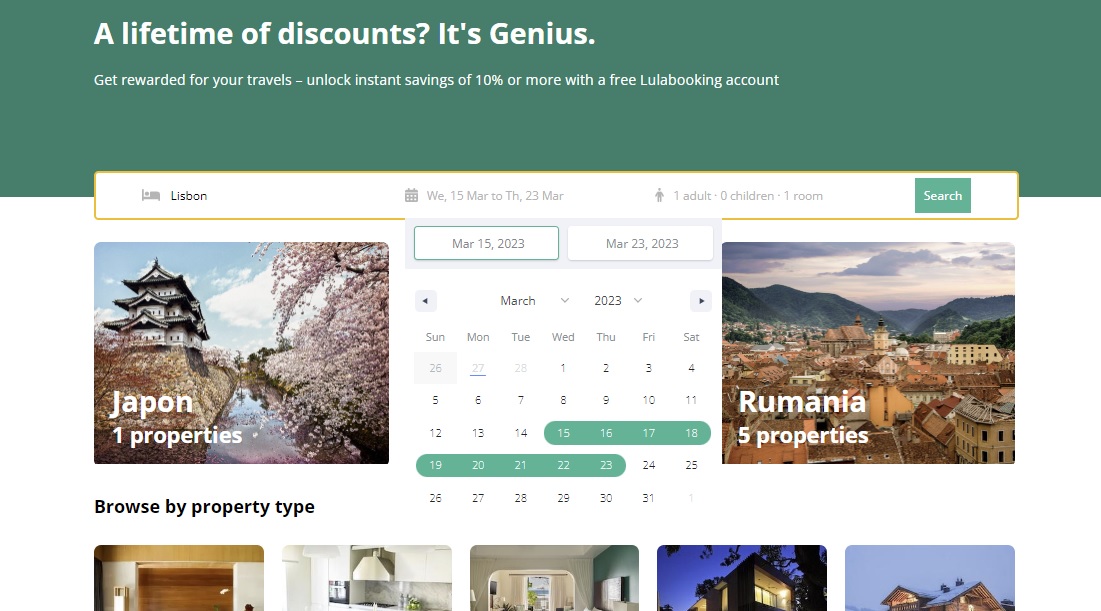 A lifetime of discounts? It's Genius.
Get rewarded for your travels – unlock instant savings of 10% or more with a free Lulabooking account
Lisbon We, 15 Mar to Th, 23 Mar 1 adult · 0 children · 1 room Search
Mar 15, 2023 Mar 23, 2023
March 2023
Sun Mon Tue Wed Thu Fri Sat
26 27 28 1 2 3 4
5 6 7 8 9 10 11
12 13 14 15 16 17 18
19 20 21 22 23 24 25
26 27 28 29 30 31 1
Japon
1 properties
Rumania
5 properties
Browse by property type